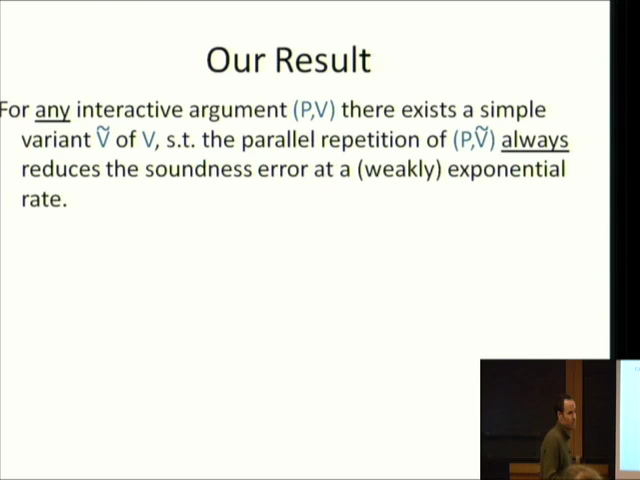 Our Result
For any interactive argument (P,V) there exists a simple
variant Ṽ of V, s.t. the parallel repetition of (P,Ṽ) always
reduces the soundness error at a (weakly) exponential
rate.